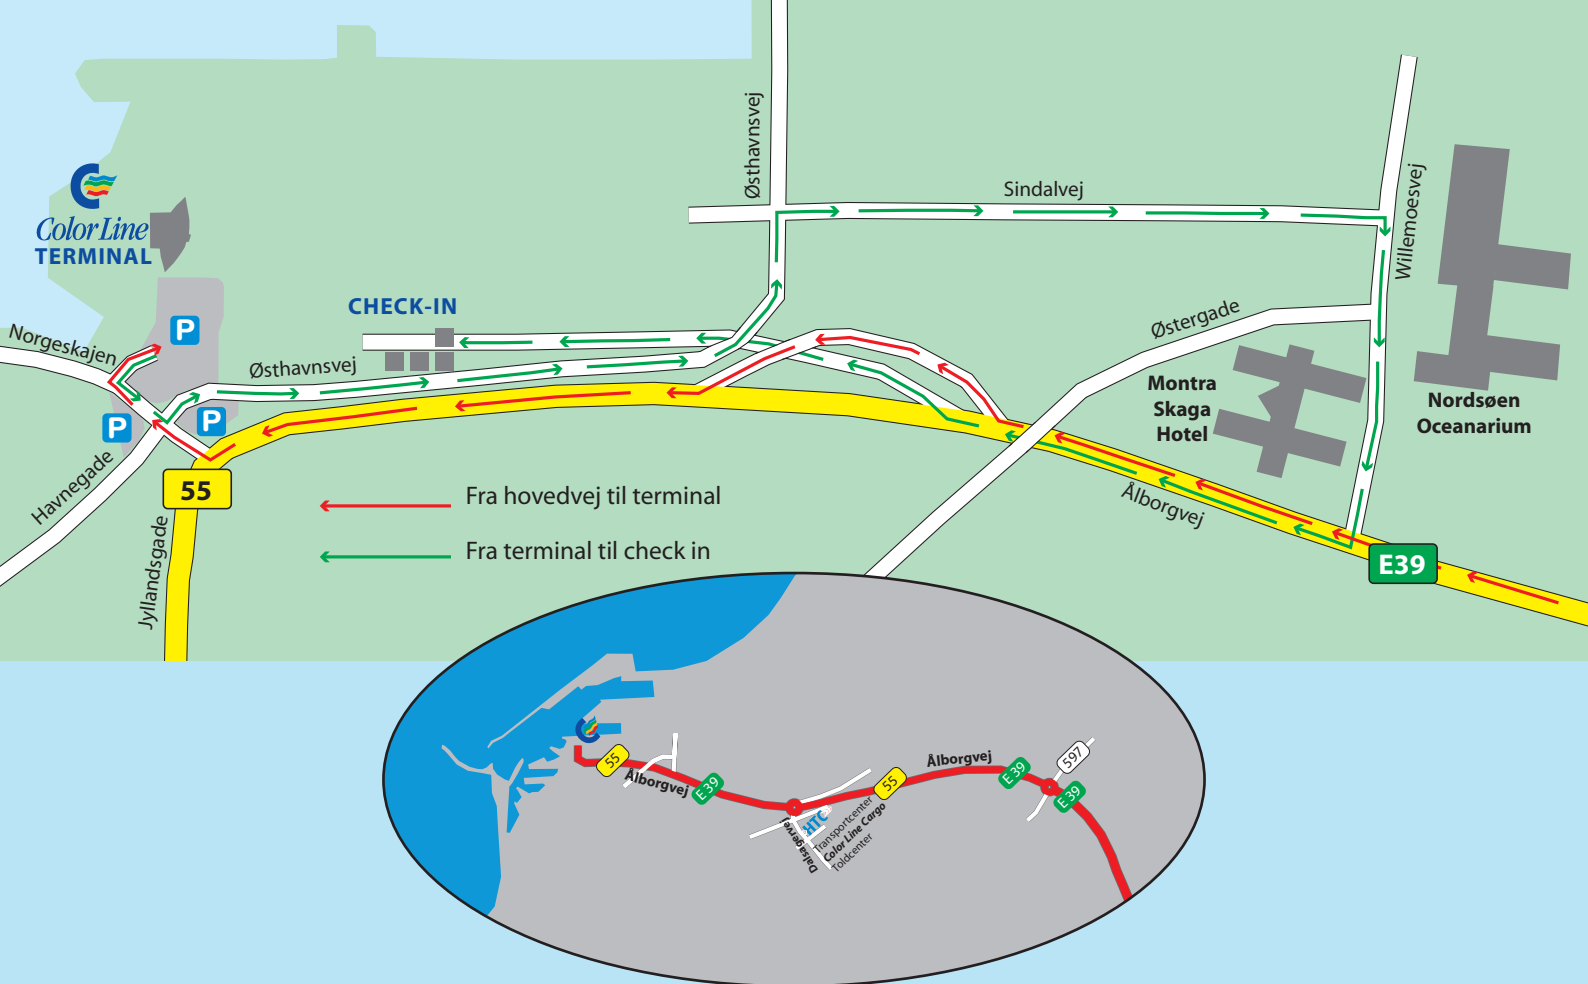 Østhavnsvej
Sindalvej
Willemoesvej
Color Line
TERMINAL
CHECK-IN
P
Norgeskajen
Østhavnsvej
Østergade
Montra
Skaga
Hotel
Nordsøen
Oceanarium
P
P
Havnegade
55
Jyllandsgade
Fra hovedvej til terminal
Fra terminal til check in
Ålborgvej
E39
55
Ålborgvej
E39
HTC
Dalsagervej
Transportcenter
Color Line Cargo
Toldcenter
55
Ålborgvej
E39
597
E39